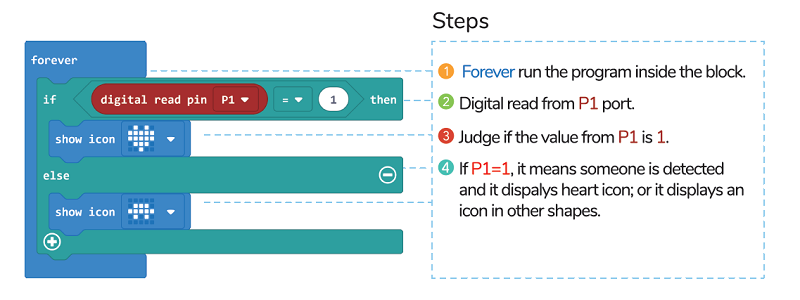 Steps
forever
if digital read pin P1 = 1 then
show icon
else
show icon
1 Forever run the program inside the block.
2 Digital read from P1 port.
3 Judge if the value from P1 is 1.
4 If P1=1, it means someone is detected
and it dispalys heart icon; or it displays an
icon in other shapes.